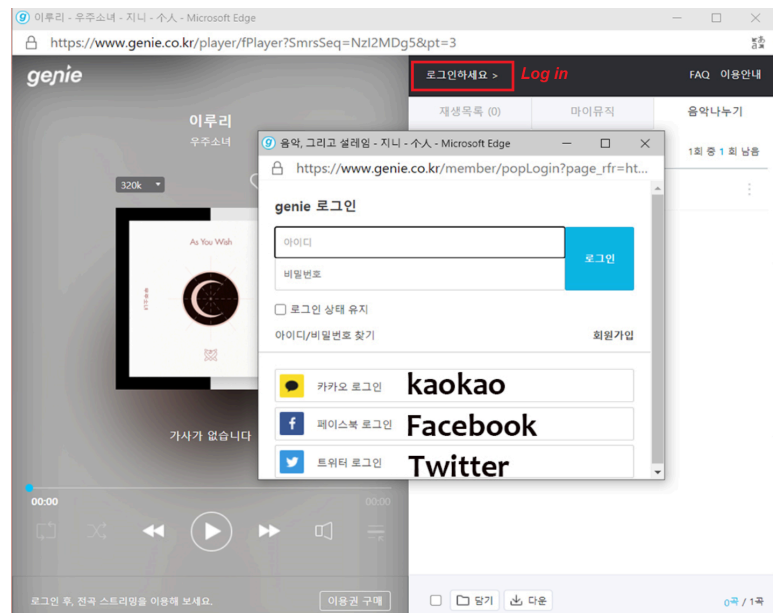 이루리 - 우주소녀 - 지니 - 个人 - Microsoft Edge
https://www.genie.co.kr/player/fPlayer?SmrsSeq=NzI2MDg5&pt=3
genie
로그인하세요 >
Log in
FAQ 이용안내
재생목록 (0)
마이뮤직
음악나누기
이루리
우주소녀
1회 중 1 회 남음
320k
음악, 그리고 설레임 - 지니 - 个人 - Microsoft Edge
https://www.genie.co.kr/member/popLogin?page_rfr=ht...
genie 로그인
아이디
비밀번호
로그인
로그인 상태 유지
아이디/비밀번호 찾기
회원가입
As You Wish
우주소녀
카카오 로그인
kaokao
페이스북 로그인
Facebook
트위터 로그인
Twitter
가사가 없습니다
00:00
00:00
로그인 후, 전곡 스트리밍을 이용해 보세요.
이용권 구매
담기
다운
0곡 / 1곡